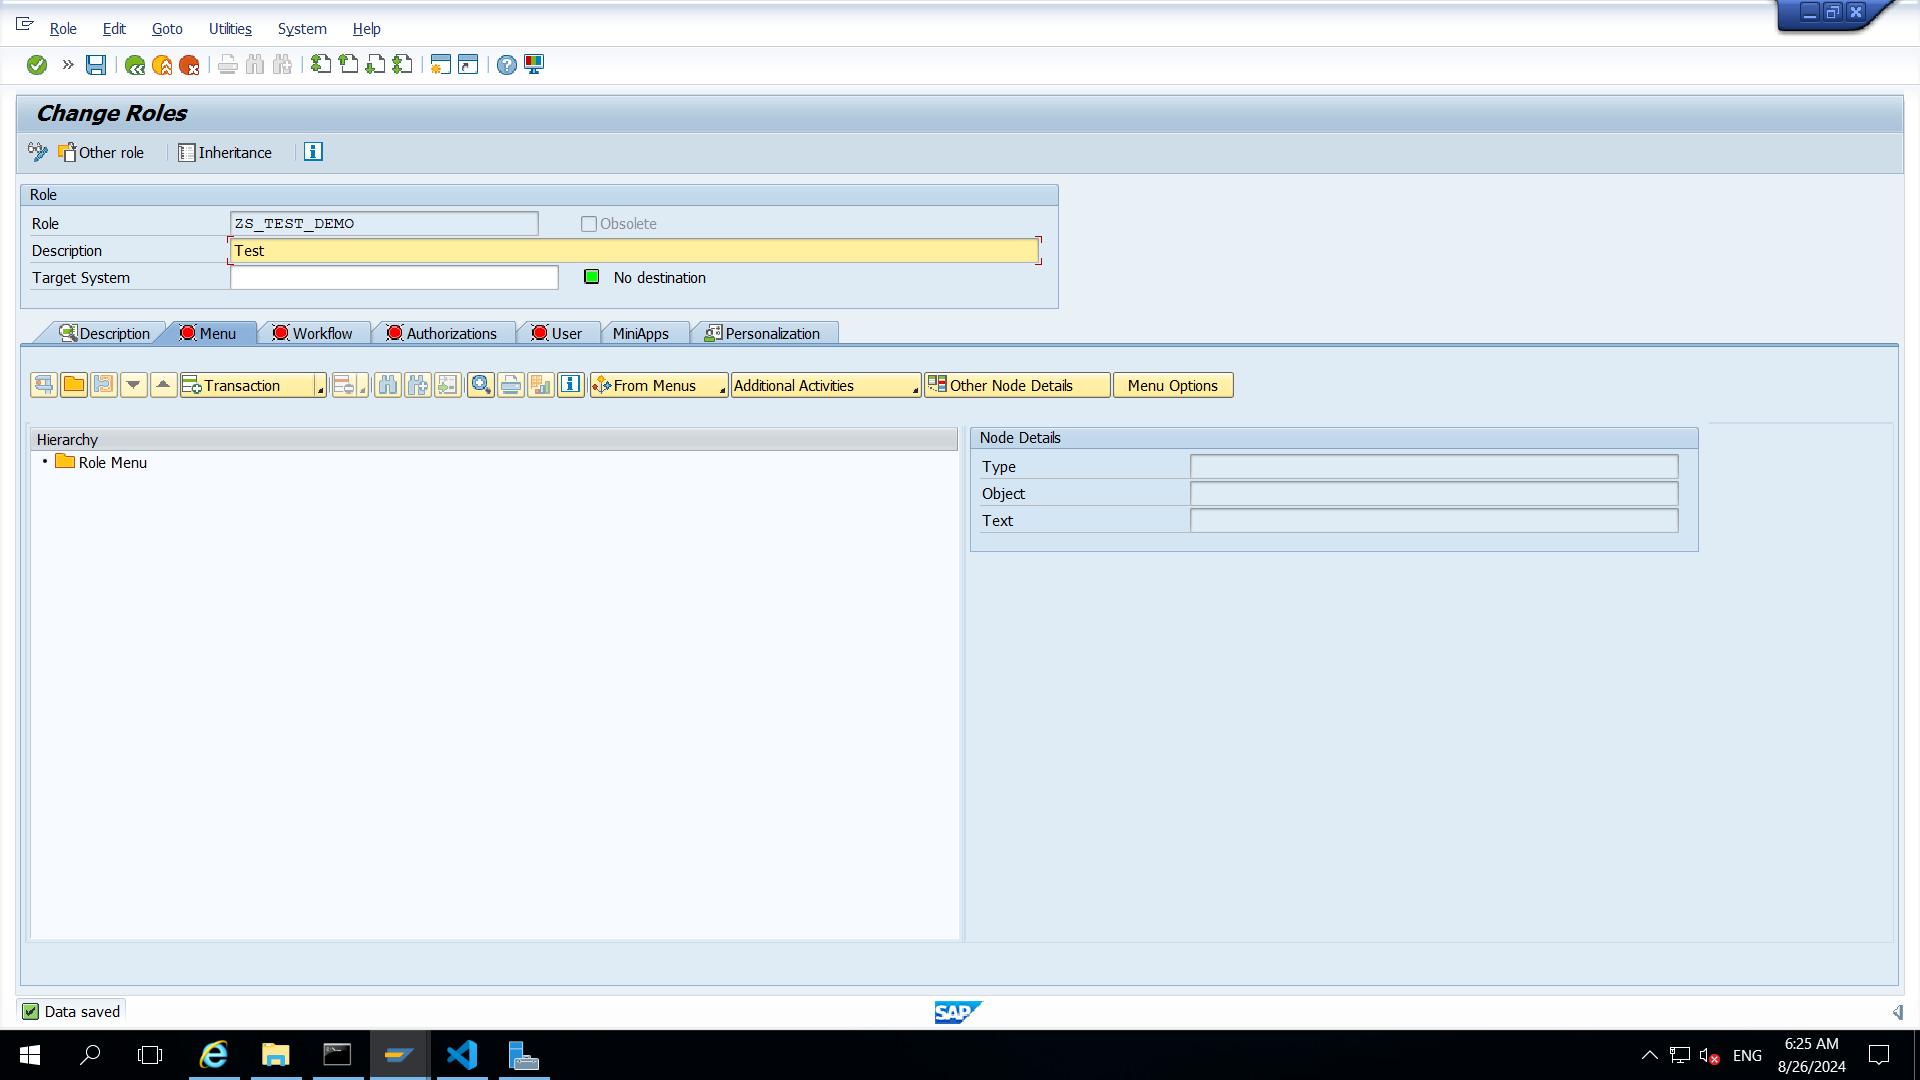 Role Edit Goto Utilities System Help
Change Roles
Other role Inheritance
Role
Role ZS_TEST_DEMO Obsolete
Description Test
Target System No destination
Description Menu Workflow Authorizations User MiniApps Personalization
Transaction From Menus Additional Activities Other Node Details Menu Options
Hierarchy
Role Menu
Node Details
Type
Object
Text
Data saved
SAP
ENG
6:25 AM
8/26/2024